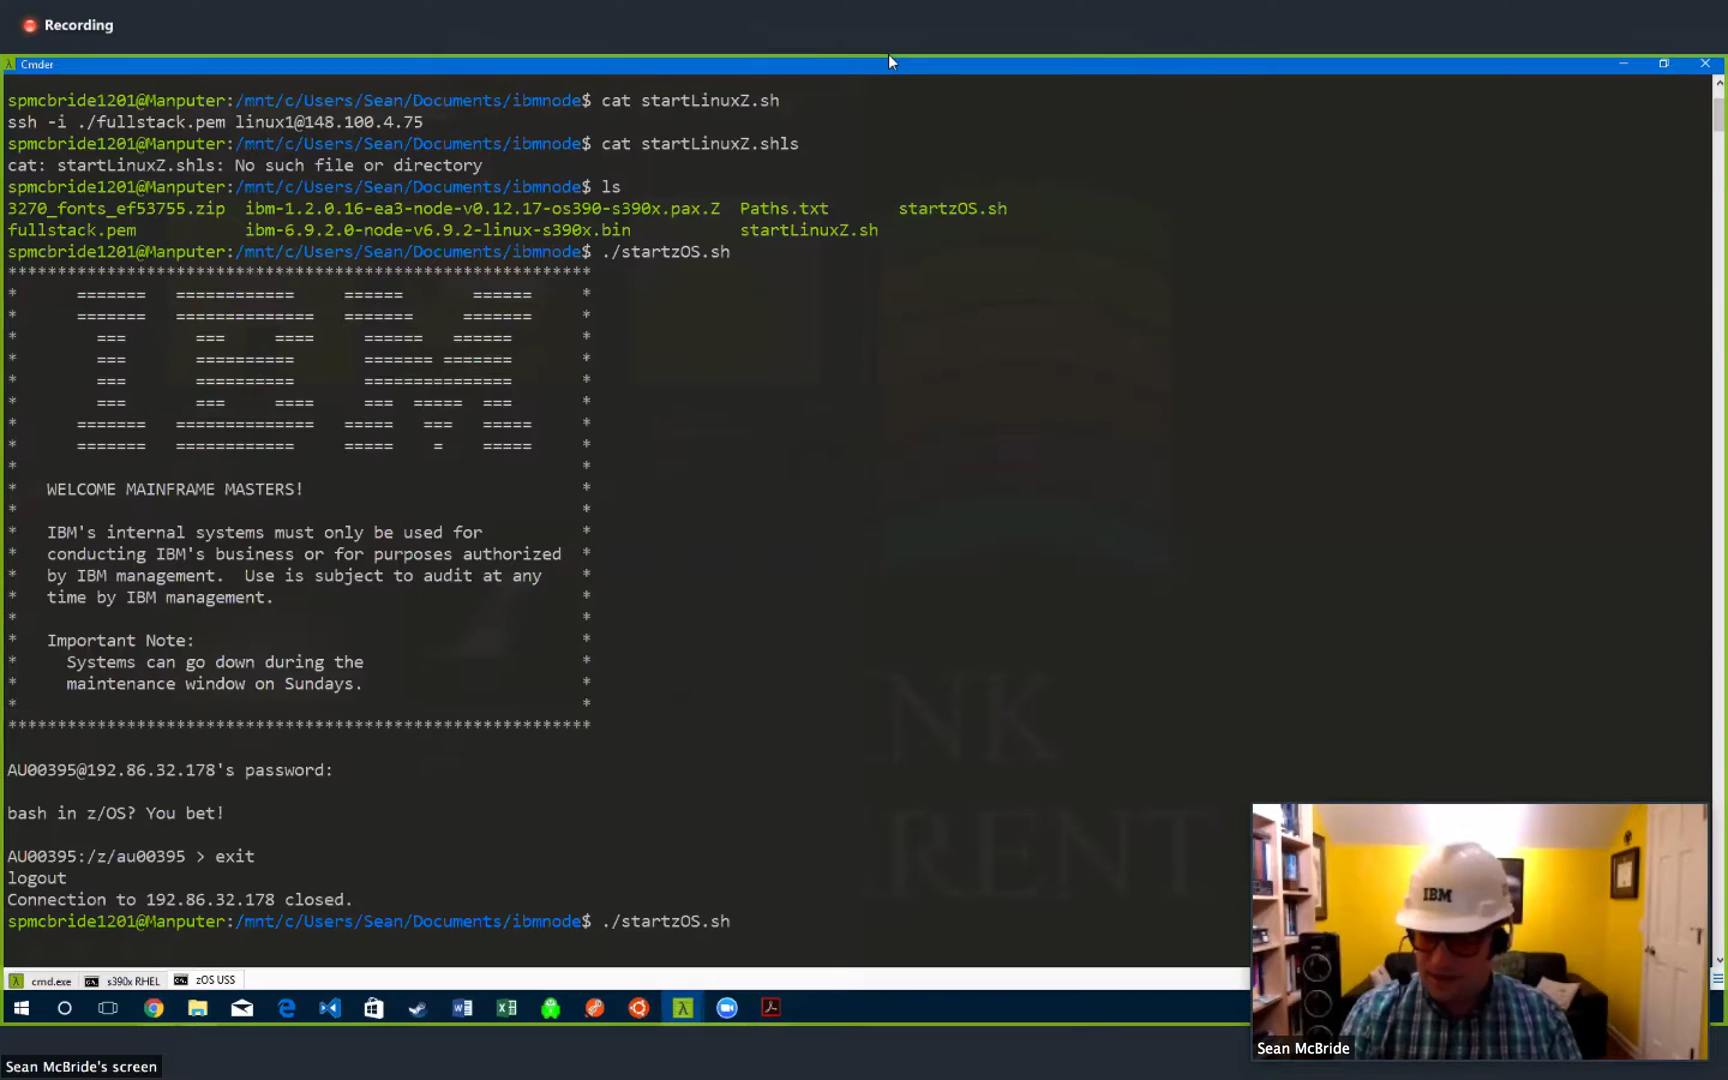 Recording
Cmder
spmcbride1201@Manputer:/mnt/c/Users/Sean/Documents/ibmnode$ cat startLinuxZ.sh
ssh -i ./fullstack.pem linux1@148.100.4.75
spmcbride1201@Manputer:/mnt/c/Users/Sean/Documents/ibmnode$ cat startLinuxZ.shls
cat: startLinuxZ.shls: No such file or directory
spmcbride1201@Manputer:/mnt/c/Users/Sean/Documents/ibmnode$ ls
3270_fonts_ef53755.zip ibm-1.2.0.16-ea3-node-v0.12.17-os390-s390x.pax.Z Paths.txt startzOS.sh
fullstack.pem ibm-6.9.2.0-node-v6.9.2-linux-s390x.bin startLinuxZ.sh
spmcbride1201@Manputer:/mnt/c/Users/Sean/Documents/ibmnode$ ./startzOS.sh
IBM
WELCOME MAINFRAME MASTERS!
IBM's internal systems must only be used for
conducting IBM's business or for purposes authorized
by IBM management. Use is subject to audit at any
time by IBM management.
Important Note:
Systems can go down during the
maintenance window on Sundays.
AU00395@192.86.32.178's password:
bash in z/OS? You bet!
AU00395:/z/au00395 > exit
logout
Connection to 192.86.32.178 closed.
spmcbride1201@Manputer:/mnt/c/Users/Sean/Documents/ibmnode$ ./startzOS.sh
NK
RENT
IBM
cmd.exe s390x RHEL zOS USS
Sean McBride
Sean McBride's screen